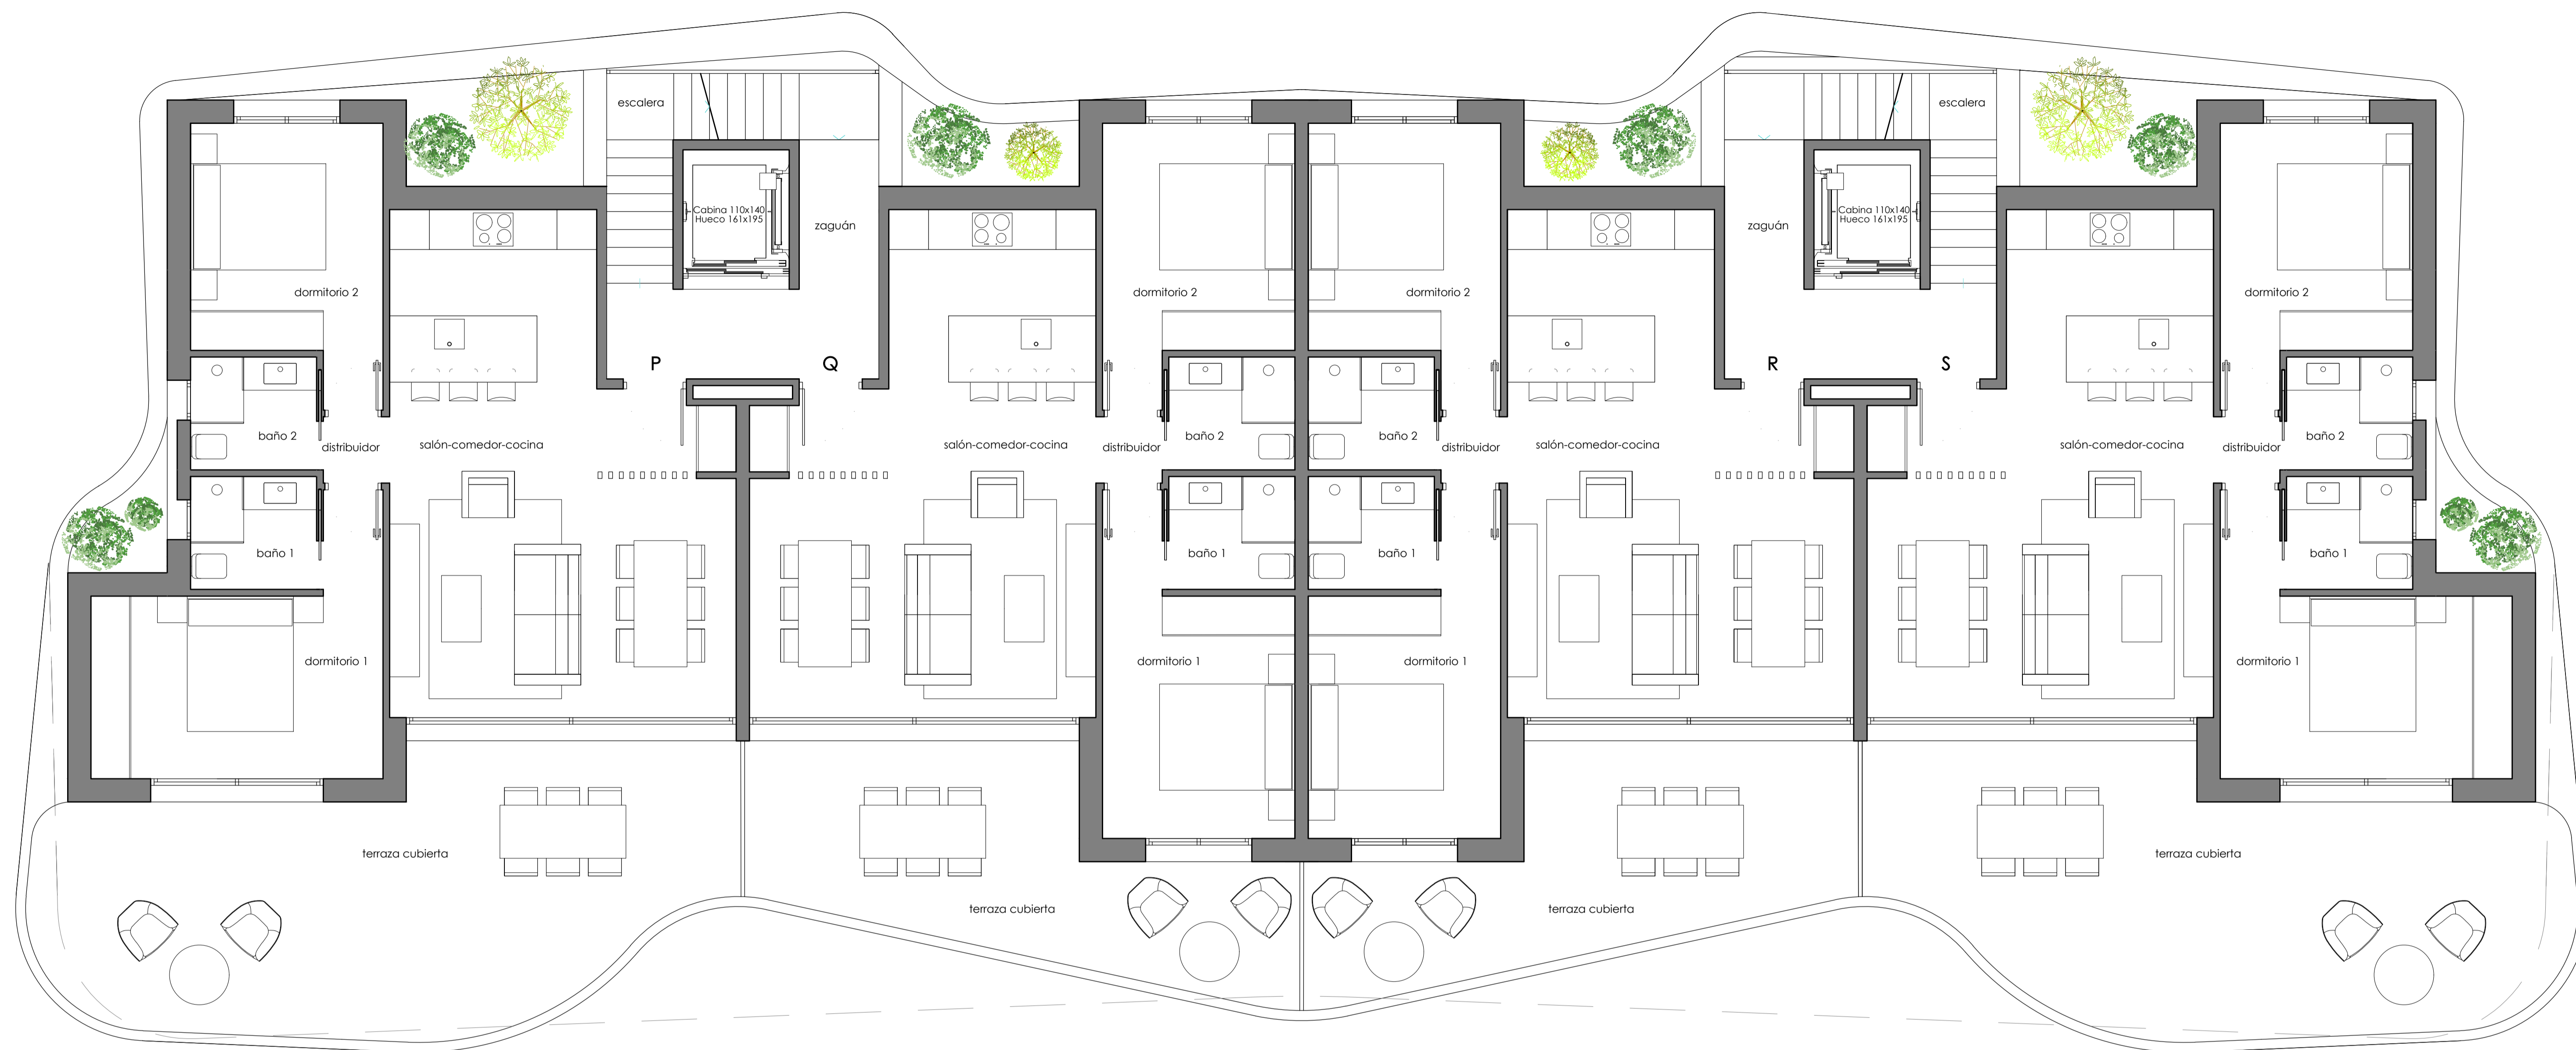 escalera
escalera
Cabina 110x140
Hueco 161x195
zaguán
zaguán
Cabina 110x140
Hueco 161x195
dormitorio 2
dormitorio 2
dormitorio 2
dormitorio 2
P
Q
R
S
baño 2
distribuidor
salón-comedor-cocina
salón-comedor-cocina
distribuidor
baño 2
baño 2
distribuidor
salón-comedor-cocina
salón-comedor-cocina
distribuidor
baño 2
baño 1
baño 1
baño 1
baño 1
dormitorio 1
dormitorio 1
dormitorio 1
dormitorio 1
terraza cubierta
terraza cubierta
terraza cubierta
terraza cubierta